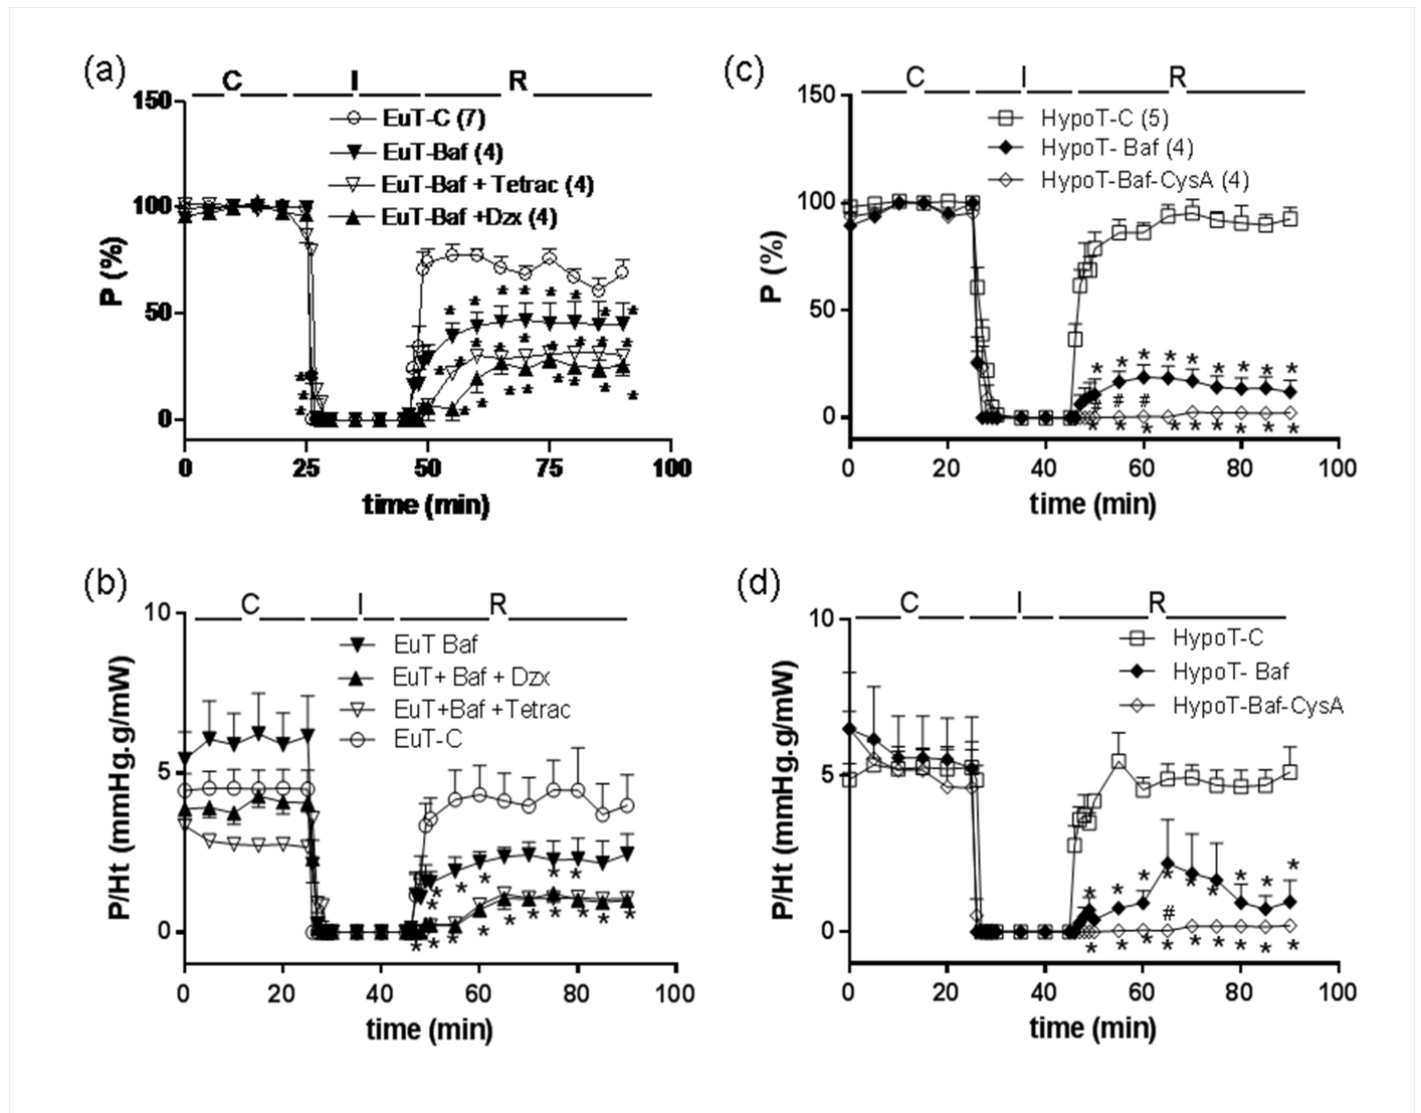 (a)
C I R
150
100
50
0
P (%)
EuT-C (7)
EuT-Baf (4)
EuT-Baf + Tetrac (4)
EuT-Baf +Dzx (4)
0 25 50 75 100
time (min)
(c)
C I R
150
100
50
0
P (%)
HypoT-C (5)
HypoT- Baf (4)
HypoT-Baf-CysA (4)
* * * * * * * * *
# # #
* * * * * * * * *
0 20 40 60 80 100
time (min)
(b)
C I R
10
5
0
P/Ht (mmHg.g/mW)
EuT Baf
EuT+ Baf + Dzx
EuT+Baf +Tetrac
EuT-C
0 20 40 60 80 100
time (min)
(d)
C I R
10
5
0
P/Ht (mmHg.g/mW)
HypoT-C
HypoT- Baf
HypoT-Baf-CysA
* * * * * * * * *
#
* * * * * * * * *
0 20 40 60 80 100
time (min)